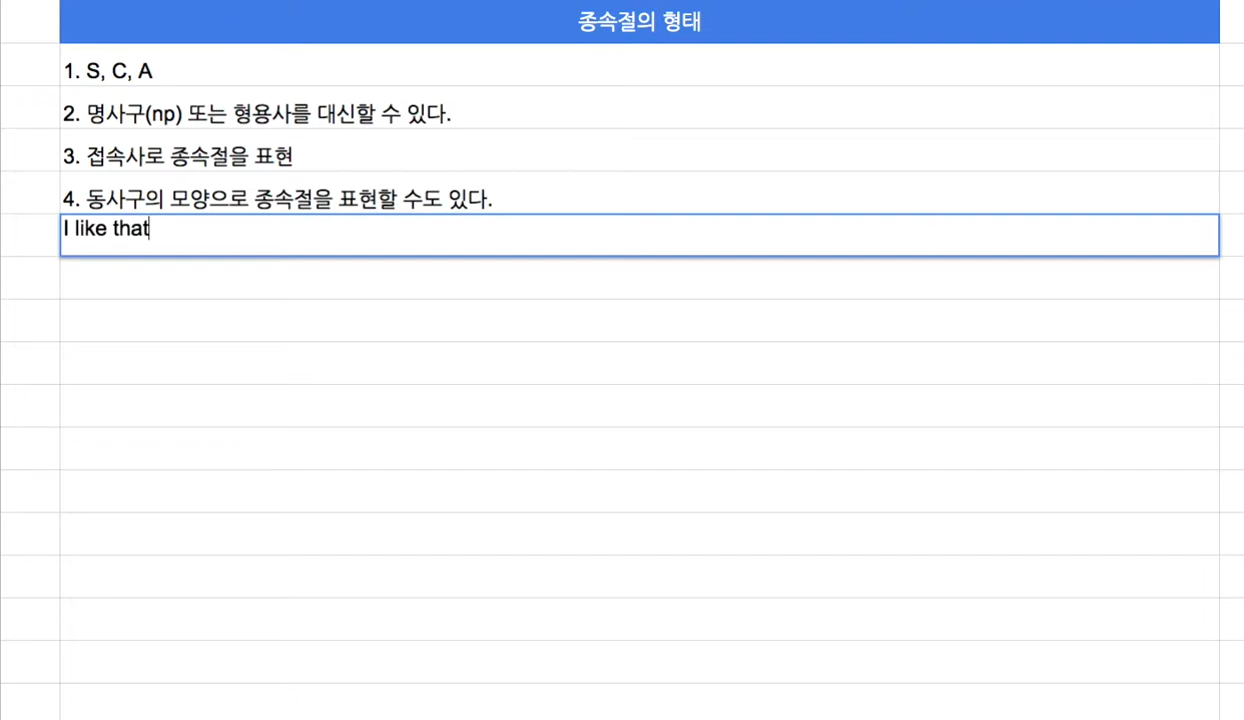 종속절의 형태
1. S, C, A
2. 명사구(np) 또는 형용사를 대신할 수 있다.
3. 접속사로 종속절을 표현
4. 동사구의 모양으로 종속절을 표현할 수도 있다.
I like that